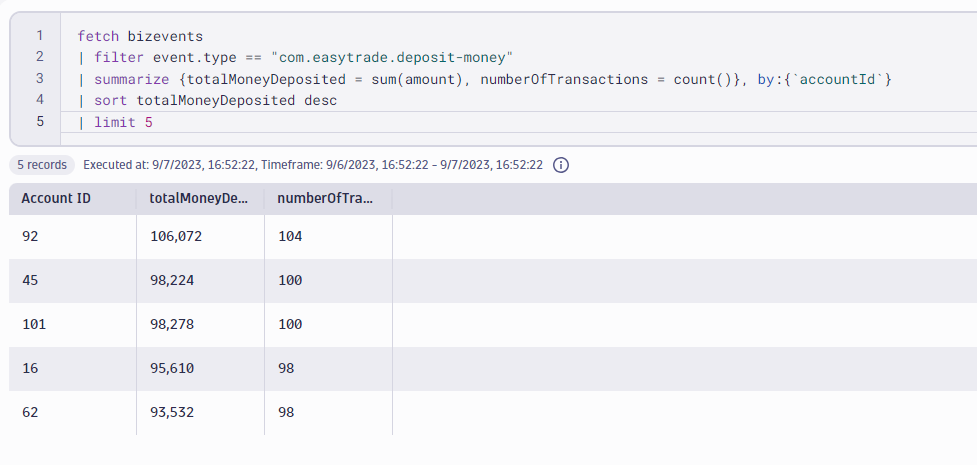 1 fetch bizevents
2 | filter event.type == "com.easytrade.deposit-money"
3 | summarize {totalMoneyDeposited = sum(amount), numberOfTransactions = count()}, by:{`accountId`}
4 | sort totalMoneyDeposited desc
5 | limit 5
5 records Executed at: 9/7/2023, 16:52:22, Timeframe: 9/6/2023, 16:52:22 - 9/7/2023, 16:52:22
Account ID totalMoneyDe... numberOfTra...
92 106,072 104
45 98,224 100
101 98,278 100
16 95,610 98
62 93,532 98